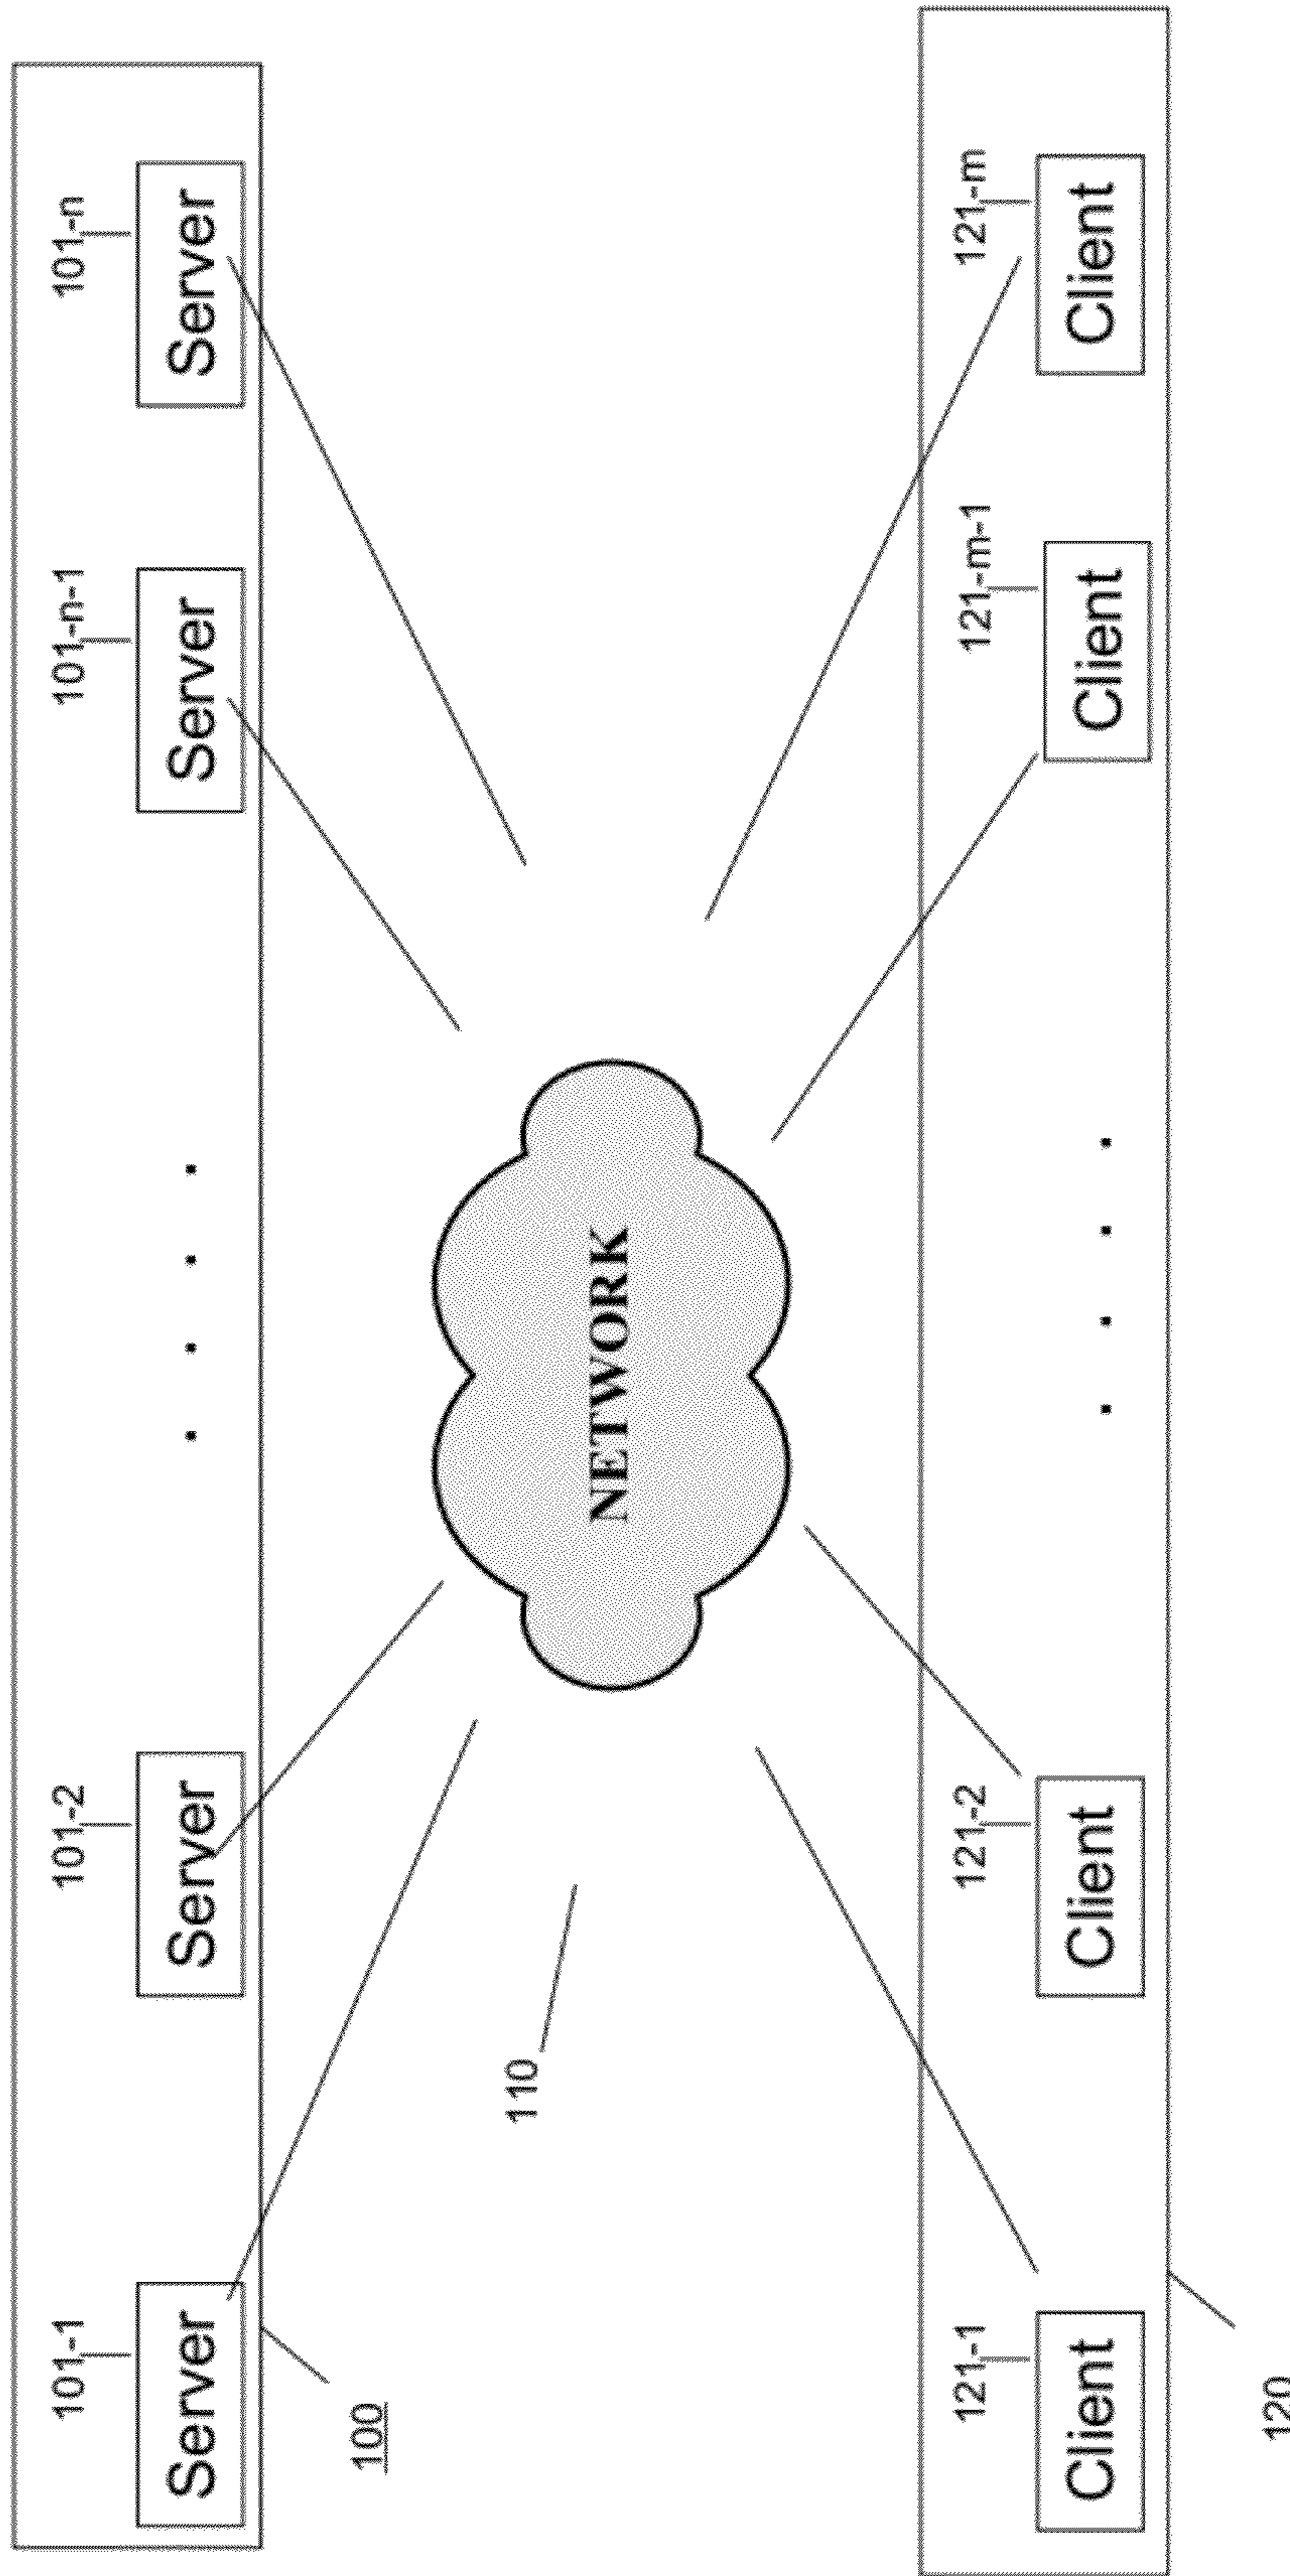 101-1
101-2
101-n-1
101-n
Server
Server
Server
Server
100
110
NETWORK
121-1
121-2
121-m-1
121-m
Client
Client
Client
Client
120